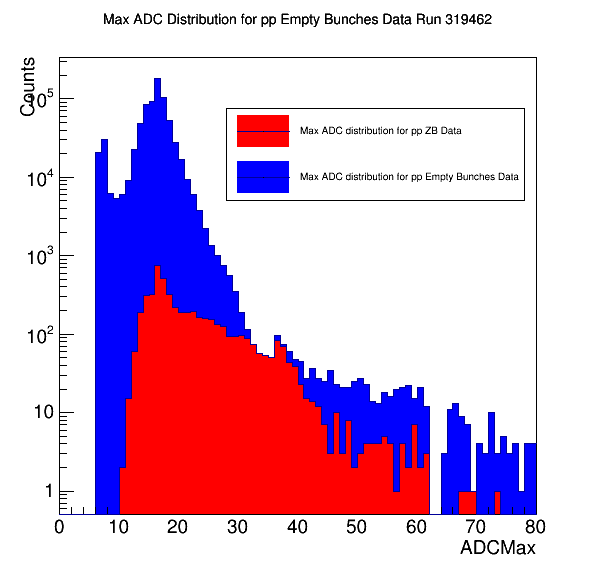 Max ADC Distribution for pp Empty Bunches Data Run 319462
Counts
10^5
10^4
10^3
10^2
10
1
Max ADC distribution for pp ZB Data
Max ADC distribution for pp Empty Bunches Data
0 10 20 30 40 50 60 70 80
ADCMax